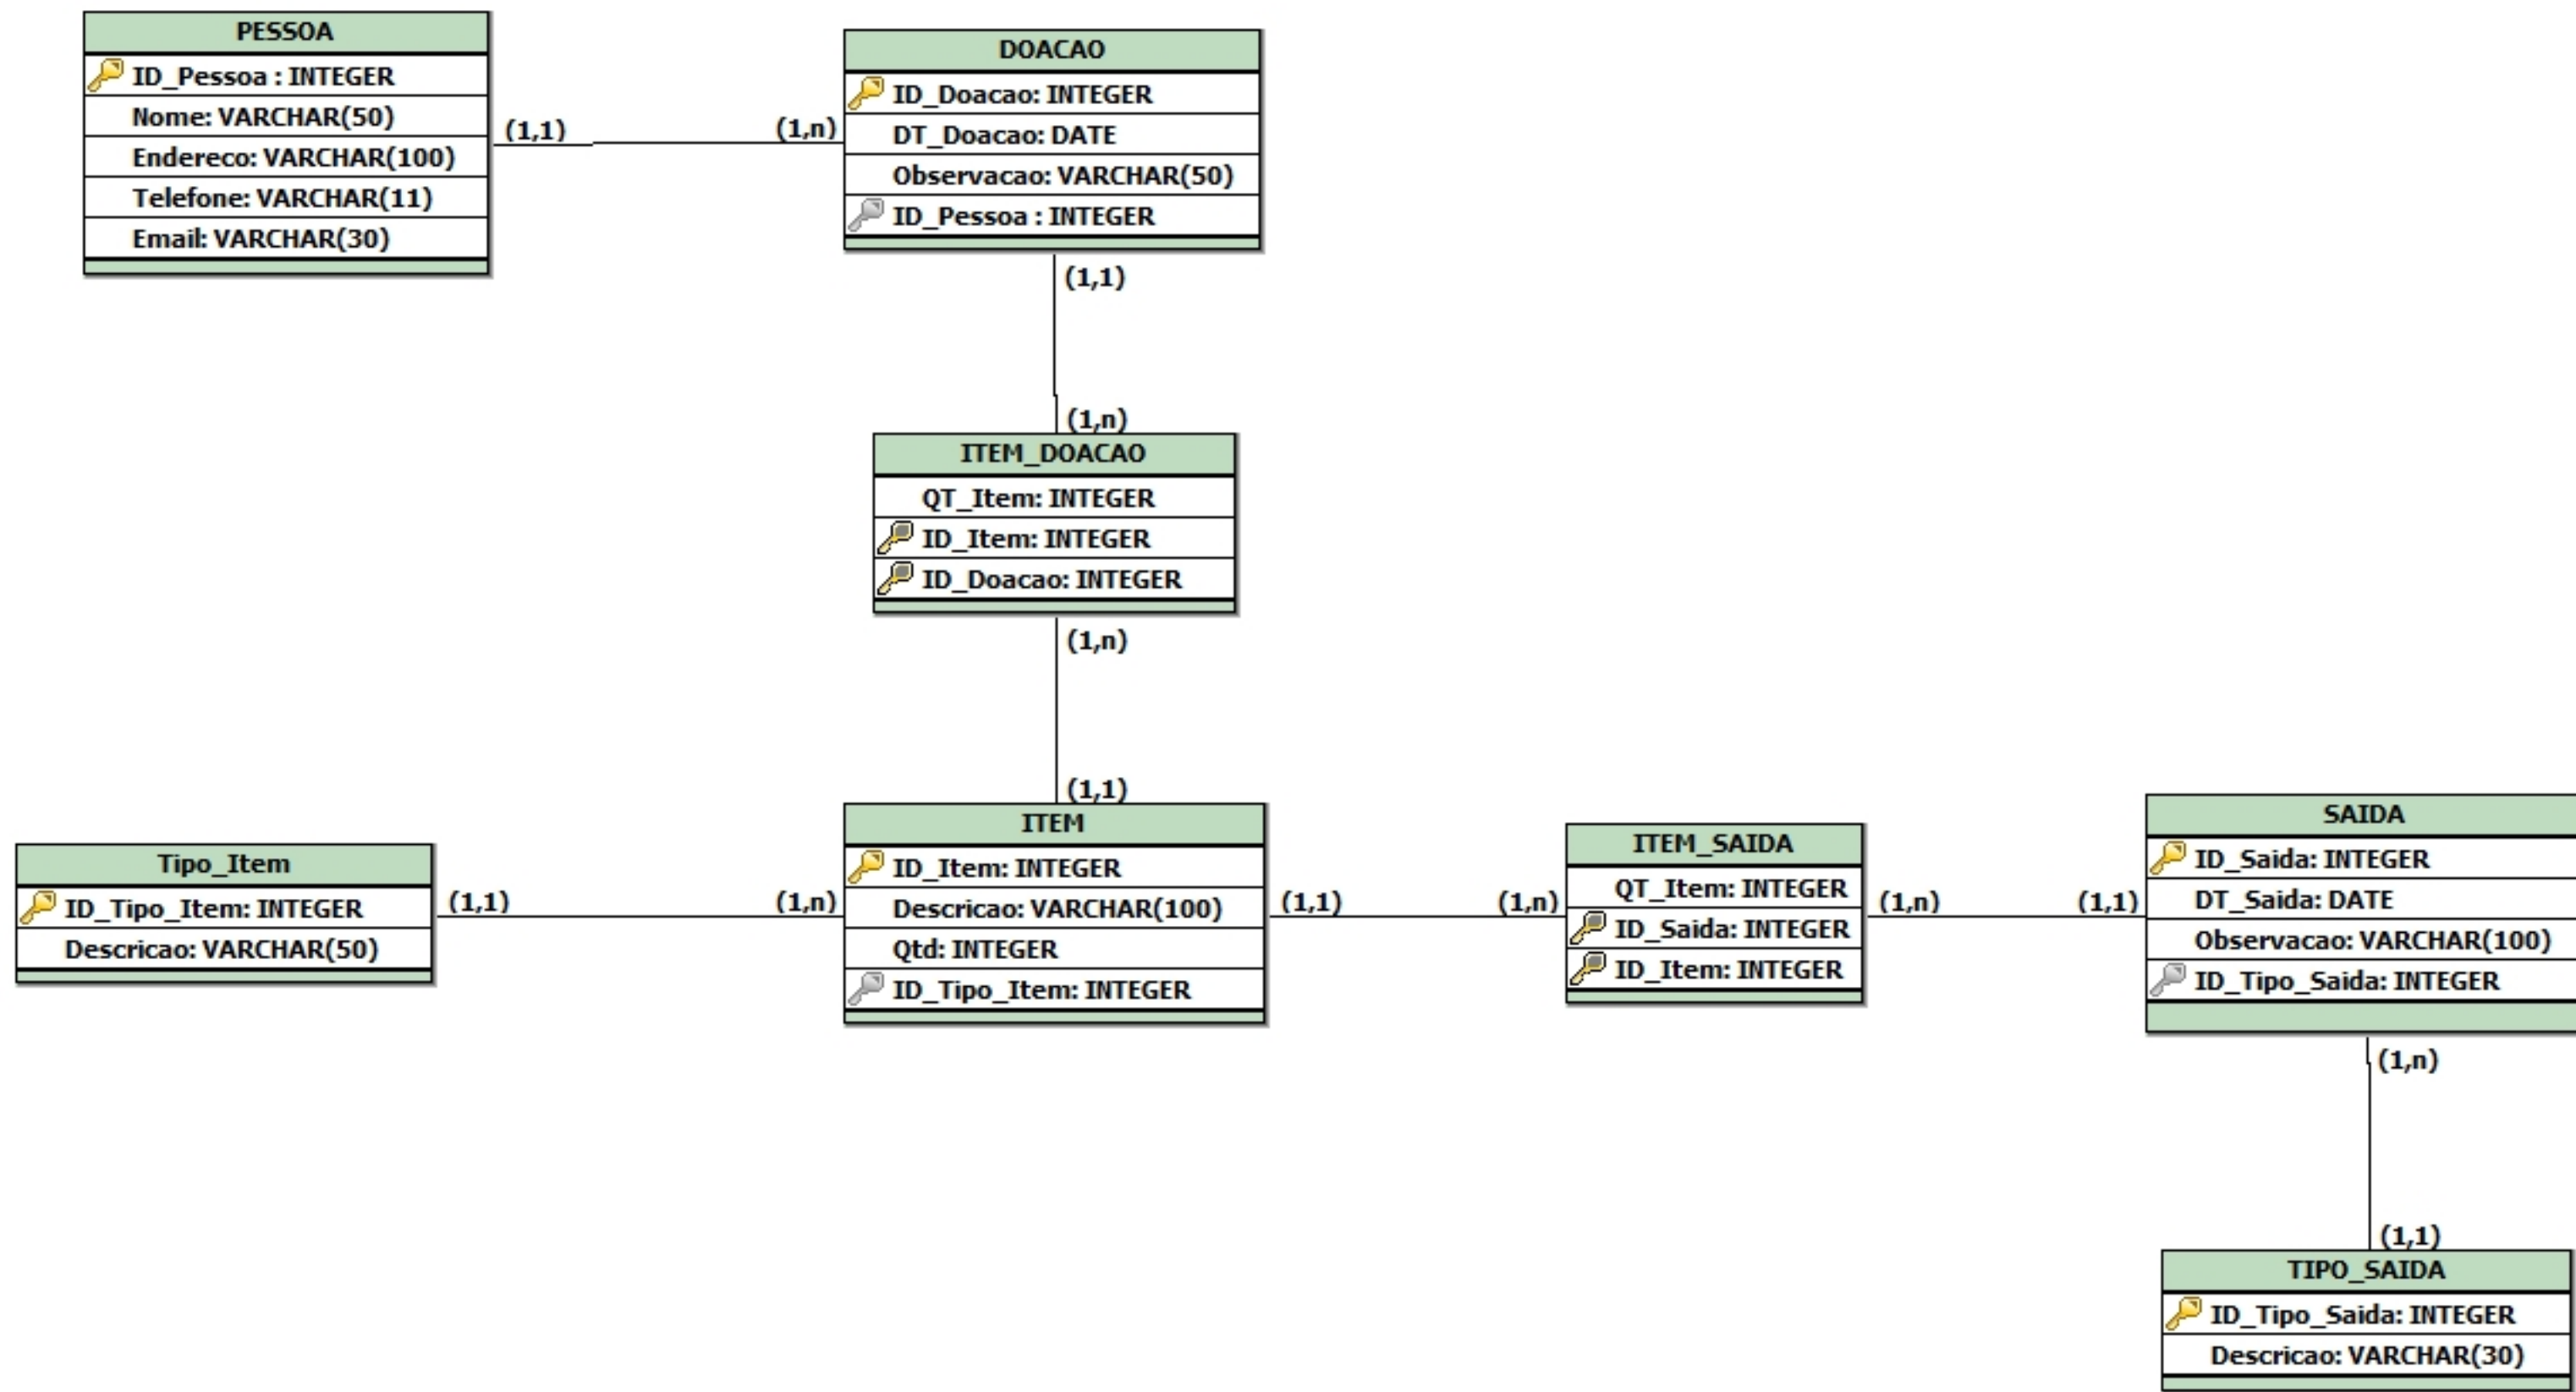 PESSOA
ID_Pessoa : INTEGER
Nome: VARCHAR(50)
Endereco: VARCHAR(100)
Telefone: VARCHAR(11)
Email: VARCHAR(30)
(1,1)
(1,n)
DOACAO
ID_Doacao: INTEGER
DT_Doacao: DATE
Observacao: VARCHAR(50)
ID_Pessoa : INTEGER
(1,1)
(1,n)
ITEM_DOACAO
QT_Item: INTEGER
ID_Item: INTEGER
ID_Doacao: INTEGER
(1,n)
(1,1)
Tipo_Item
ID_Tipo_Item: INTEGER
Descricao: VARCHAR(50)
(1,1)
(1,n)
ITEM
ID_Item: INTEGER
Descricao: VARCHAR(100)
Qtd: INTEGER
ID_Tipo_Item: INTEGER
(1,1)
(1,n)
ITEM_SAIDA
QT_Item: INTEGER
ID_Saida: INTEGER
ID_Item: INTEGER
(1,n)
(1,1)
SAIDA
ID_Saida: INTEGER
DT_Saida: DATE
Observacao: VARCHAR(100)
ID_Tipo_Saida: INTEGER
(1,n)
(1,1)
TIPO_SAIDA
ID_Tipo_Saida: INTEGER
Descricao: VARCHAR(30)